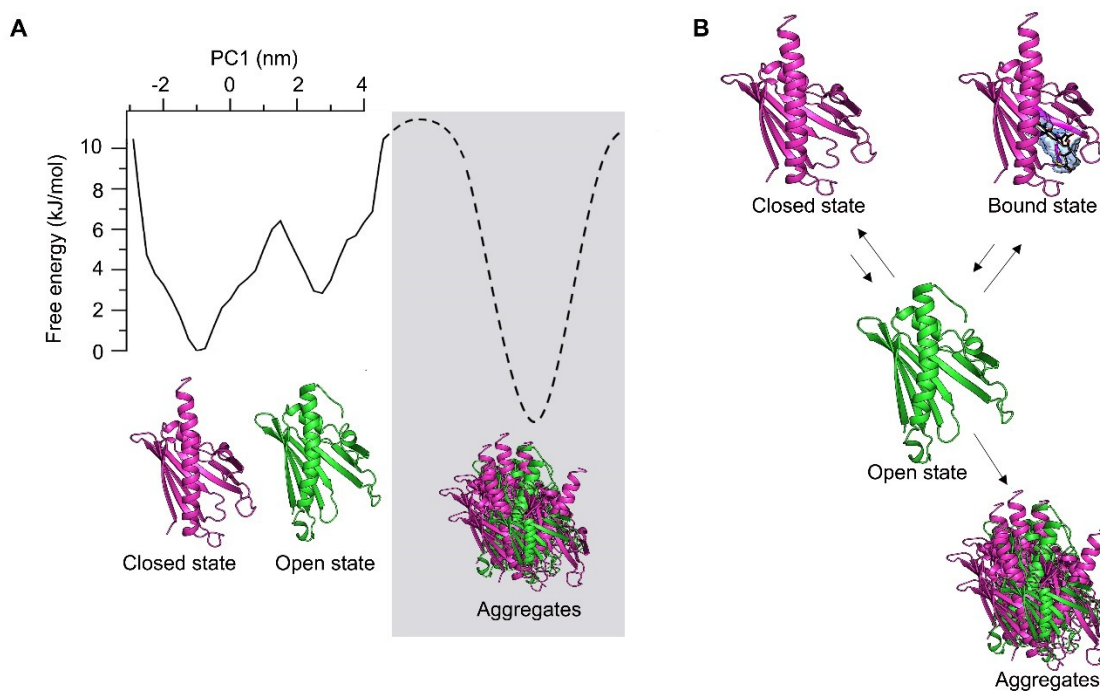 A
PC1 (nm)
-2
0
2
4
Free energy (kJ/mol)
10
8
6
4
2
0
Closed state
Open state
Aggregates
B
Closed state
Bound state
Open state
Aggregates